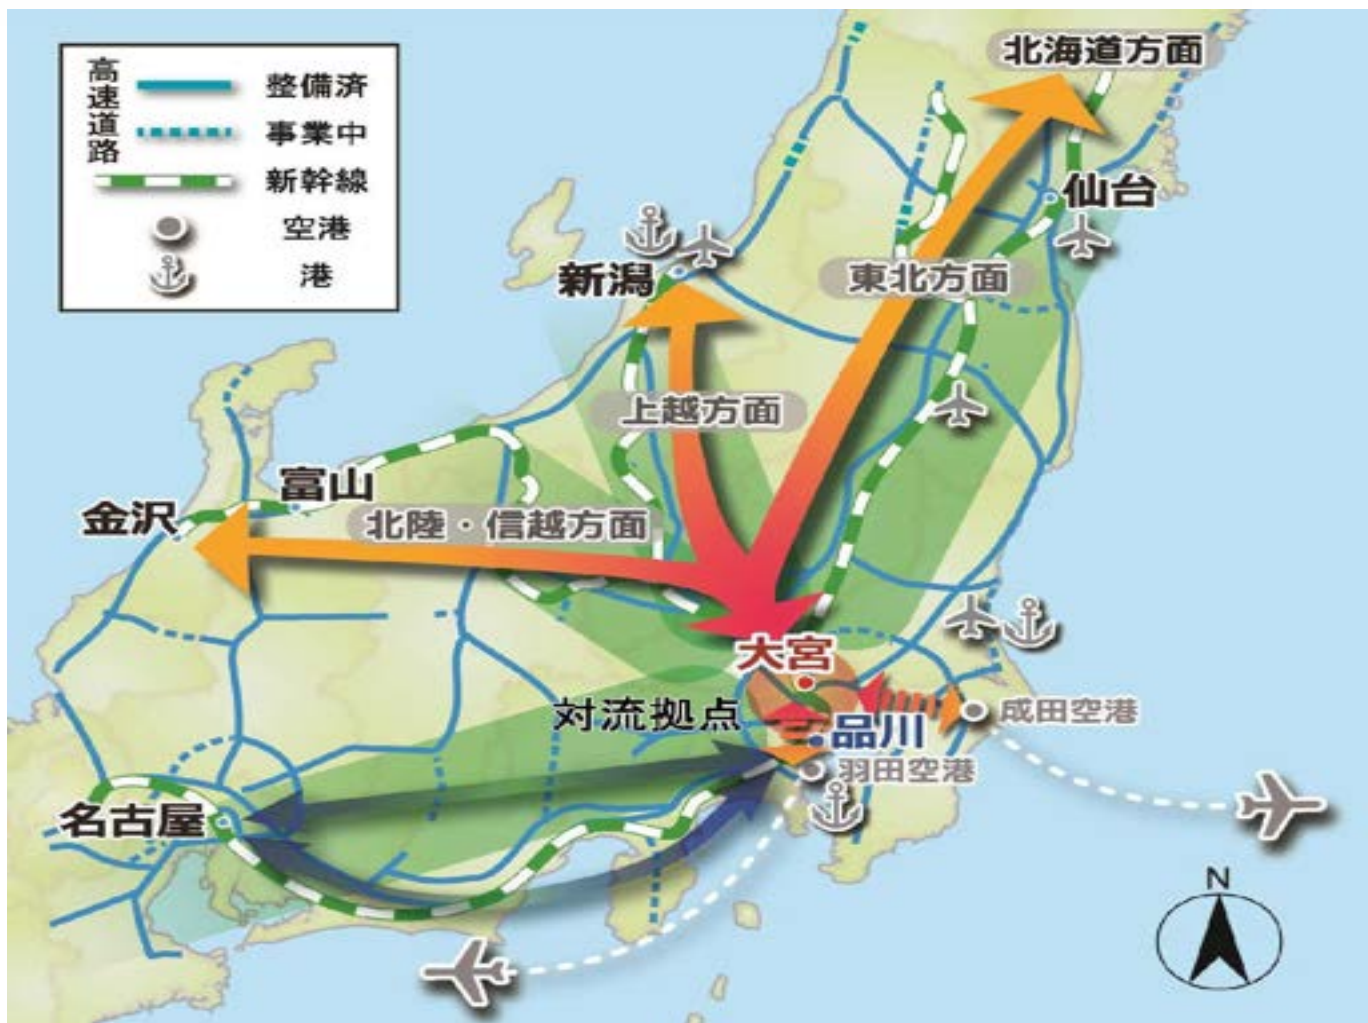 高速道路
整備済
事業中
新幹線
空港
港
北海道方面
仙台
新潟
東北方面
上越方面
富山
金沢
北陸・信越方面
大宮
対流拠点
品川
成田空港
羽田空港
名古屋
N